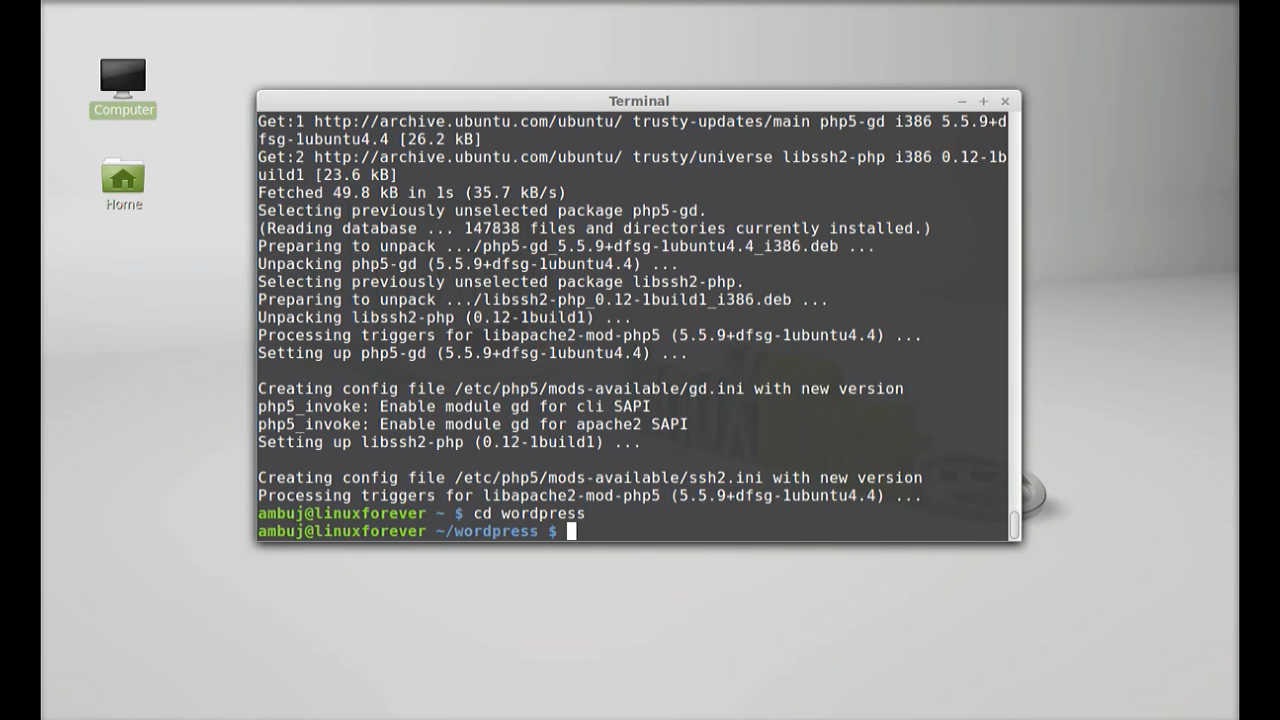 Computer
Home
Terminal
Get:1 http://archive.ubuntu.com/ubuntu/ trusty-updates/main php5-gd i386 5.5.9+d
fsg-1ubuntu4.4 [26.2 kB]
Get:2 http://archive.ubuntu.com/ubuntu/ trusty/universe libssh2-php i386 0.12-1b
uild1 [23.6 kB]
Fetched 49.8 kB in 1s (35.7 kB/s)
Selecting previously unselected package php5-gd.
(Reading database ... 147838 files and directories currently installed.)
Preparing to unpack .../php5-gd_5.5.9+dfsg-1ubuntu4.4_i386.deb ...
Unpacking php5-gd (5.5.9+dfsg-1ubuntu4.4) ...
Selecting previously unselected package libssh2-php.
Preparing to unpack .../libssh2-php_0.12-1build1_i386.deb ...
Unpacking libssh2-php (0.12-1build1) ...
Processing triggers for libapache2-mod-php5 (5.5.9+dfsg-1ubuntu4.4) ...
Setting up php5-gd (5.5.9+dfsg-1ubuntu4.4) ...
Creating config file /etc/php5/mods-available/gd.ini with new version
php5_invoke: Enable module gd for cli SAPI
php5_invoke: Enable module gd for apache2 SAPI
Setting up libssh2-php (0.12-1build1) ...
Creating config file /etc/php5/mods-available/ssh2.ini with new version
Processing triggers for libapache2-mod-php5 (5.5.9+dfsg-1ubuntu4.4) ...
ambuj@linuxforever ~ $ cd wordpress
ambuj@linuxforever ~/wordpress $